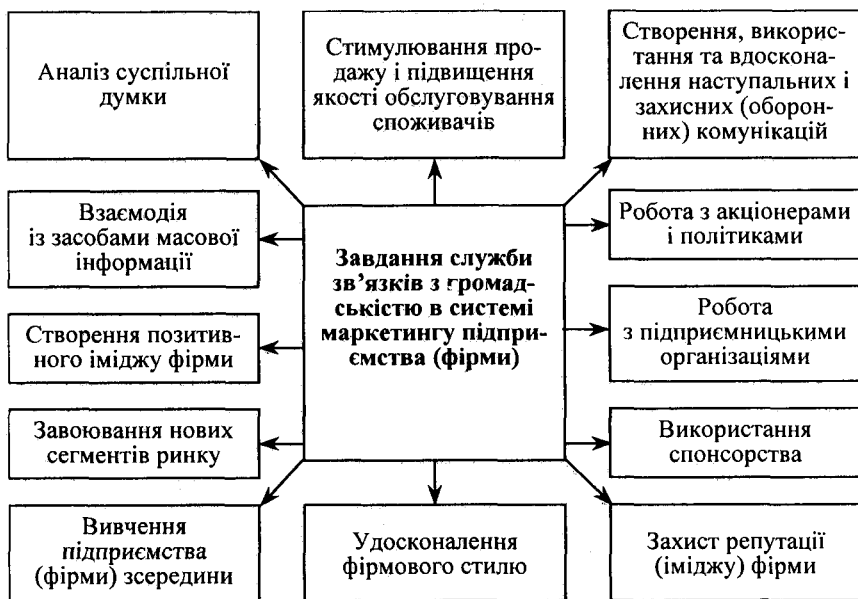 Аналіз суспільної
думки
Стимулювання про-
дажу і підвищення
якості обслуговування
споживачів
Створення, викорис-
тання та вдоскона-
лення наступальних і
захисних (оборон-
них) комунікацій
Взаємодія
із засобами масової
інформації
Створення позитив-
ного іміджу фірми
Завоювання нових
сегментів ринку
Завдання служби
зв’язків з громад-
ськістю в системі
маркетингу підпри-
ємства (фірми)
Робота з акціонерами
і політиками
Робота
з підприємницькими
організаціями
Використання
спонсорства
Вивчення
підприємства
(фірми) зсередини
Удосконалення
фірмового стилю
Захист репутації
(іміджу) фірми